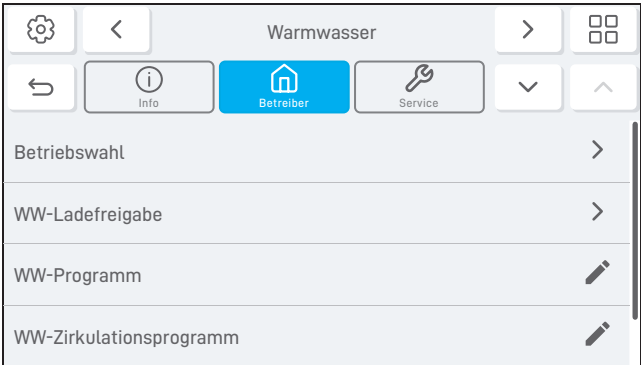 Warmwasser
Info
Betreiber
Service
Betriebswahl
WW-Ladefreigabe
WW-Programm
WW-Zirkulationsprogramm